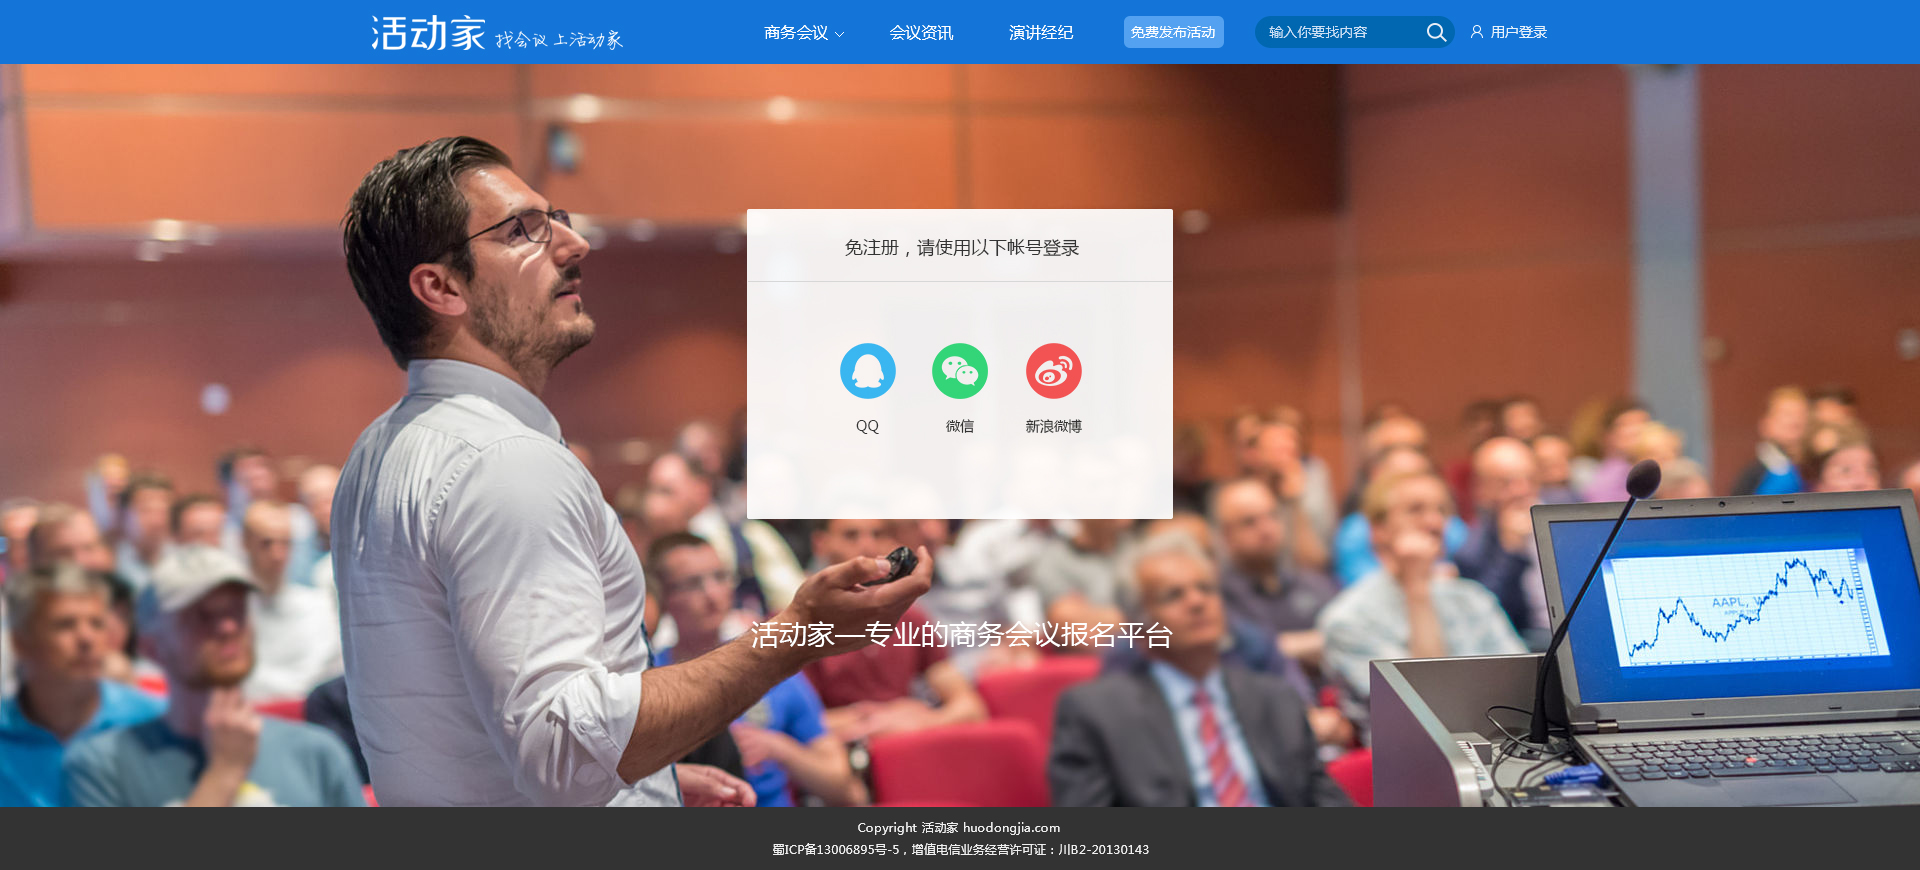 活动家 找会议 上活动家
商务会议 会议资讯 演讲经纪 免费发布活动 输入你要找内容 用户登录
免注册，请使用以下帐号登录
QQ 微信 新浪微博
AAPL, W
活动家—专业的商务会议报名平台
Copyright 活动家 huodongjia.com
蜀ICP备13006895号-5，增值电信业务经营许可证：川B2-20130143